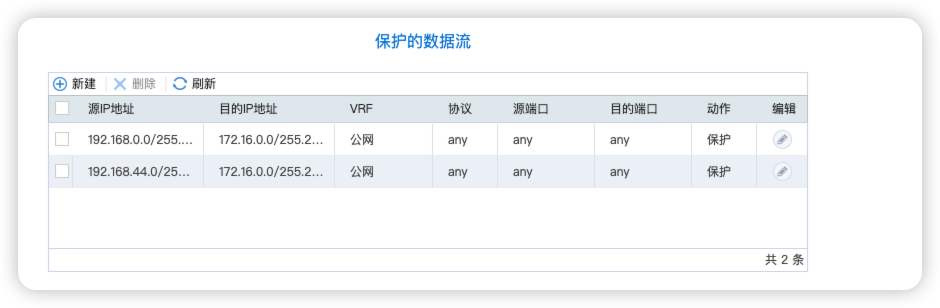 保护的数据流
新建 删除 刷新
源IP地址 目的IP地址 VRF 协议 源端口 目的端口 动作 编辑
192.168.0.0/255.... 172.16.0.0/255.2... 公网 any any any 保护
192.168.44.0/25... 172.16.0.0/255.2... 公网 any any any 保护
共 2 条